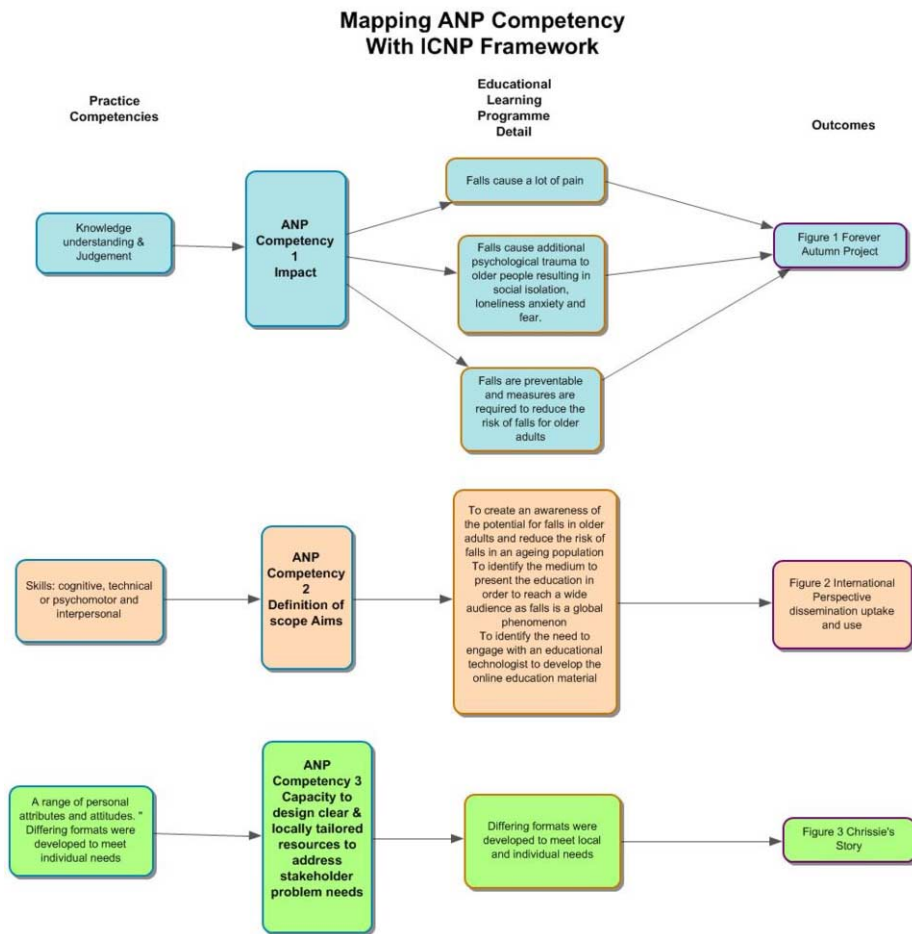 Mapping ANP Competency
With ICNP Framework
Practice
Competencies
Educational
Learning
Programme
Detail
Outcomes
Knowledge
understanding &
Judgement
ANP
Competency
1
Impact
Falls cause a lot of pain
Falls cause additional
psychological trauma to
older people resulting in
social isolation,
loneliness anxiety and
fear.
Falls are preventable
and measures are
required to reduce the
risk of falls for older
adults
Figure 1 Forever
Autumn Project
Skills: cognitive, technical
or psychomotor and
interpersonal
ANP
Competency
2
Definition of
scope Aims
To create an awareness of
the potential for falls in older
adults and reduce the risk of
falls in an ageing population
To identify the medium to
present the education in
order to reach a wide
audience as falls is a global
phenomenon
To identify the need to
engage with an educational
technologist to develop the
online education material
Figure 2 International
Perspective
dissemination uptake
and use
A range of personal
attributes and attitudes. "
Differing formats were
developed to meet
individual needs
ANP
Competency 3
Capacity to
design clear &
locally tailored
resources to
address
stakeholder
problem needs
Differing formats were
developed to meet local
and individual needs
Figure 3 Chrissie's
Story